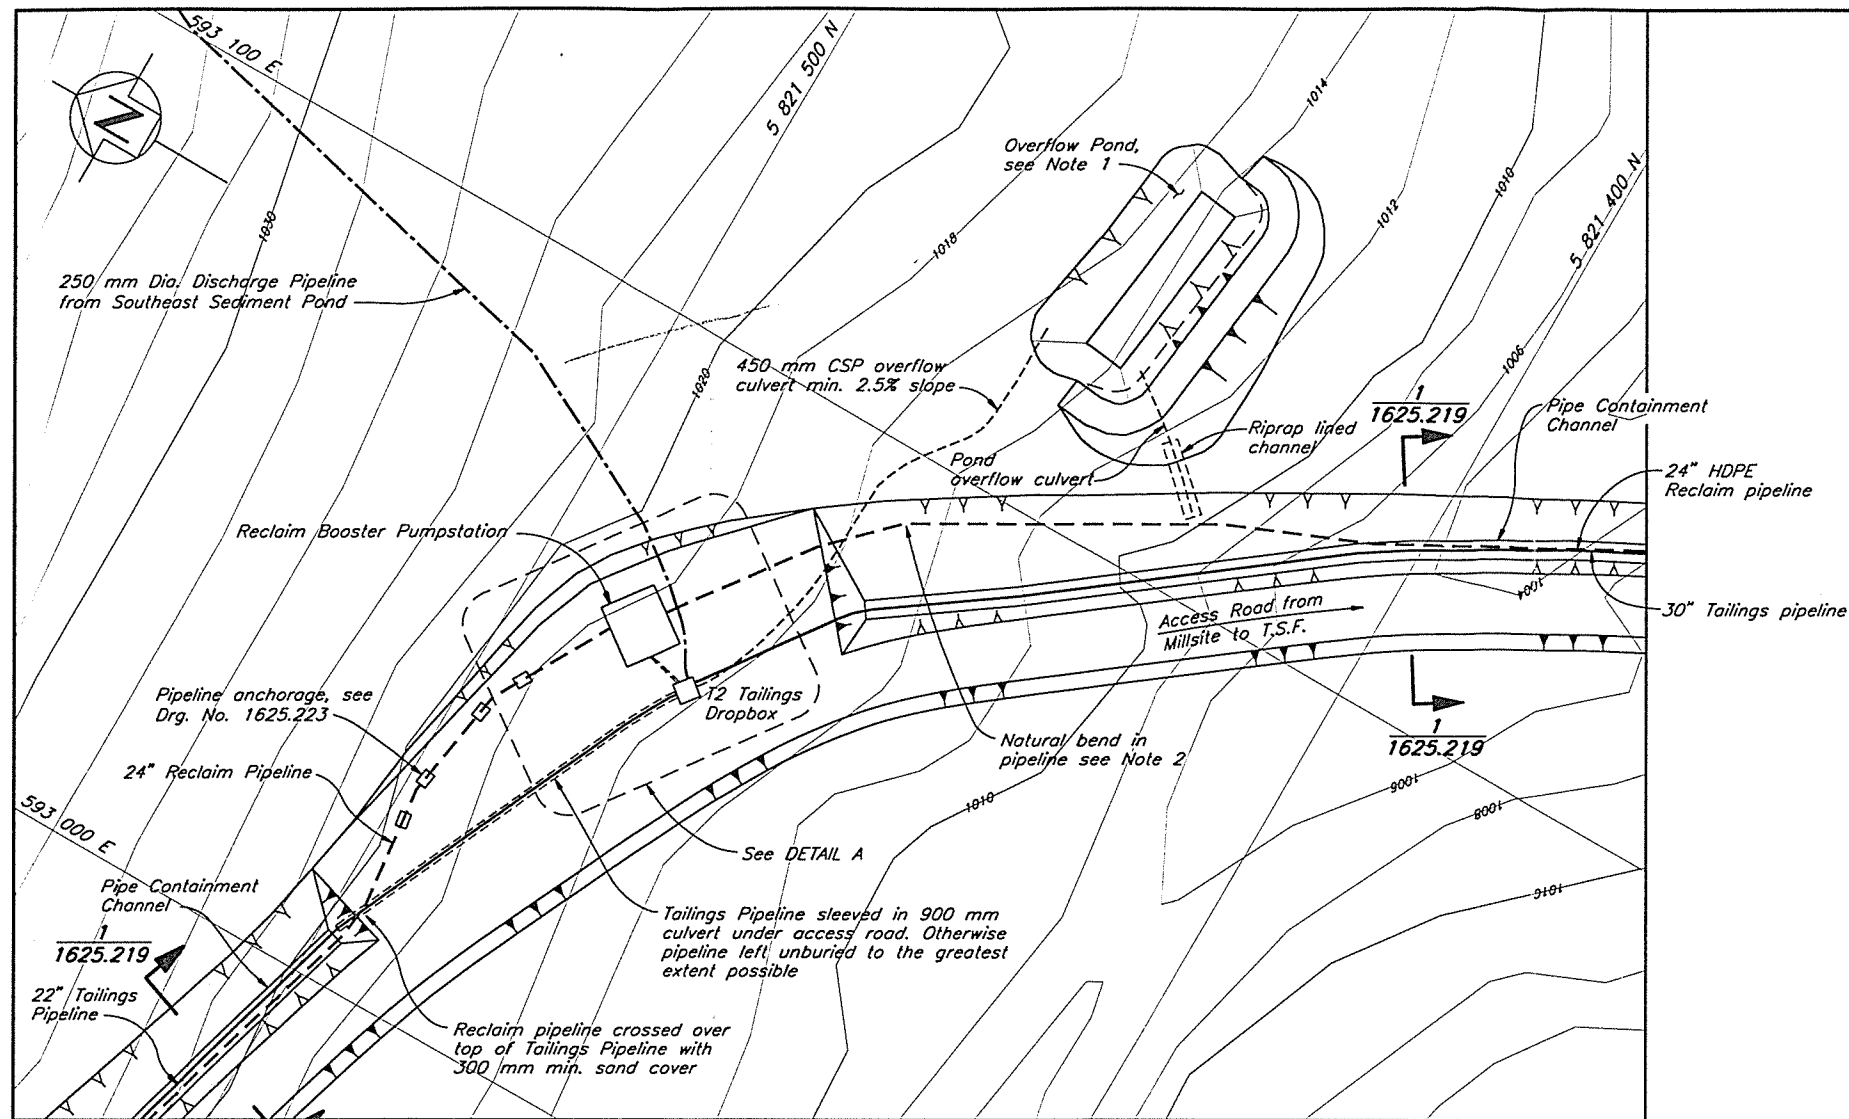 593 100 E
5 821 500 N
1014
Overflow Pond,
see Note 1
N
1030
1018
1010
1012
5 821 400 N
250 mm Dia. Discharge Pipeline
from Southeast Sediment Pond
1020
450 mm CSP overflow
culvert min. 2.5% slope
1006
1
1625.219
Pipe Containment
Channel
Riprap lined
channel
Pond
overflow culvert
24" HDPE
Reclaim pipeline
Reclaim Booster Pumpstation
1004
30" Tailings pipeline
Access Road from
Millsite to T.S.F.
Pipeline anchorage, see
Drg. No. 1625.223
T2 Tailings
Dropbox
1
1625.219
Natural bend in
pipeline see Note 2
24" Reclaim Pipeline
1006
1010
1008
593 000 E
See DETAIL A
1016
Pipe Containment
Channel
Tailings Pipeline sleeved in 900 mm
culvert under access road. Otherwise
pipeline left unburied to the greatest
extent possible
1
1625.219
22" Tailings
Pipeline
Reclaim pipeline crossed over
top of Tailings Pipeline with
300 mm min. sand cover